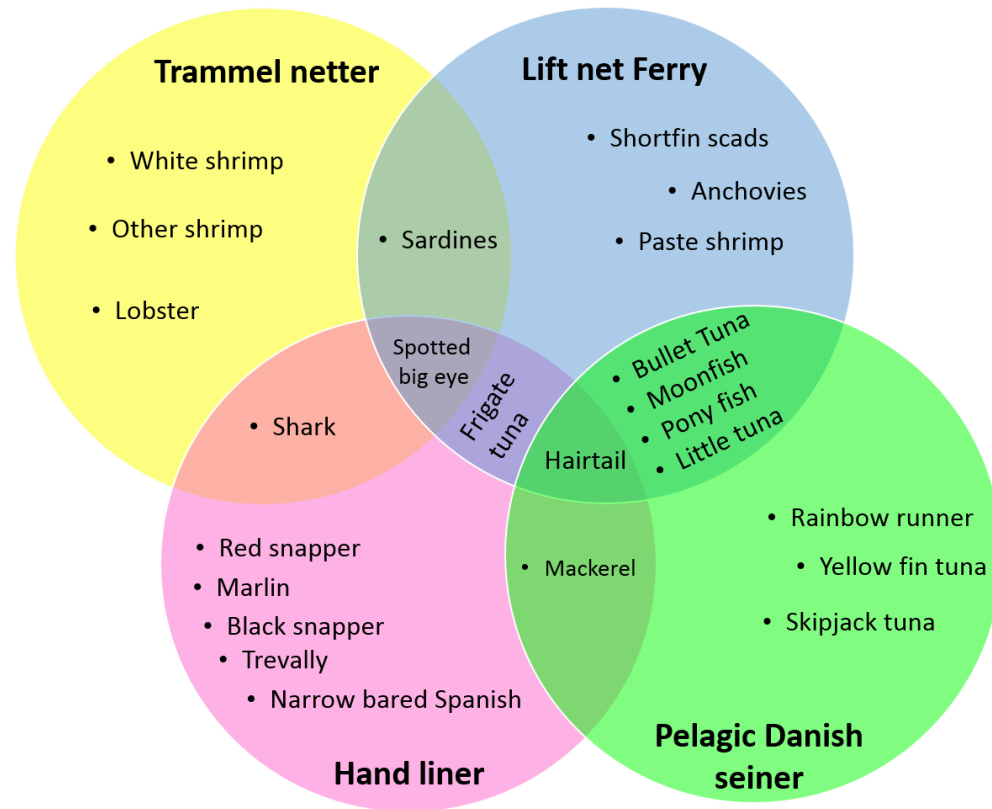 Trammel netter
Lift net Ferry
• White shrimp
• Other shrimp
• Lobster
• Sardines
• Shortfin scads
• Anchovies
• Paste shrimp
Spotted
big eye
Frigate
tuna
• Bullet Tuna
• Moonfish
• Pony fish
• Little tuna
• Shark
Hairtail
• Mackerel
• Red snapper
• Marlin
• Black snapper
• Trevally
• Narrow bared Spanish
• Rainbow runner
• Yellow fin tuna
• Skipjack tuna
Hand liner
Pelagic Danish
seiner